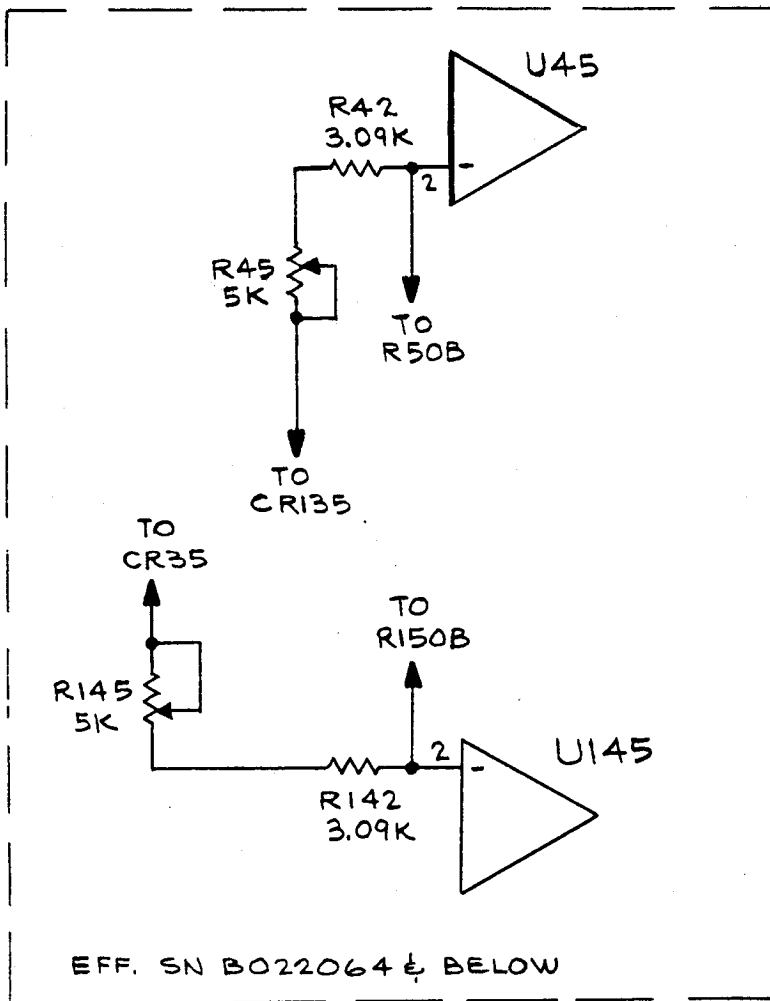 U45
R42
3.09K
2
-
R45
5K
TO
R50B
TO
CR135
TO
CR35
TO
R150B
R145
5K
2
-
U145
R142
3.09K
EFF. SN B022064 & BELOW